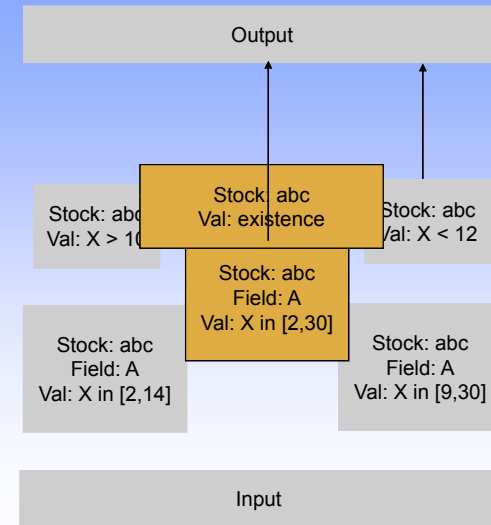 Output
Stock: abc
Val: X > 10
Stock: abc
Val: existence
Stock: abc
Val: X < 12
Stock: abc
Field: A
Val: X in [2,30]
Stock: abc
Field: A
Val: X in [2,14]
Stock: abc
Field: A
Val: X in [9,30]
Input